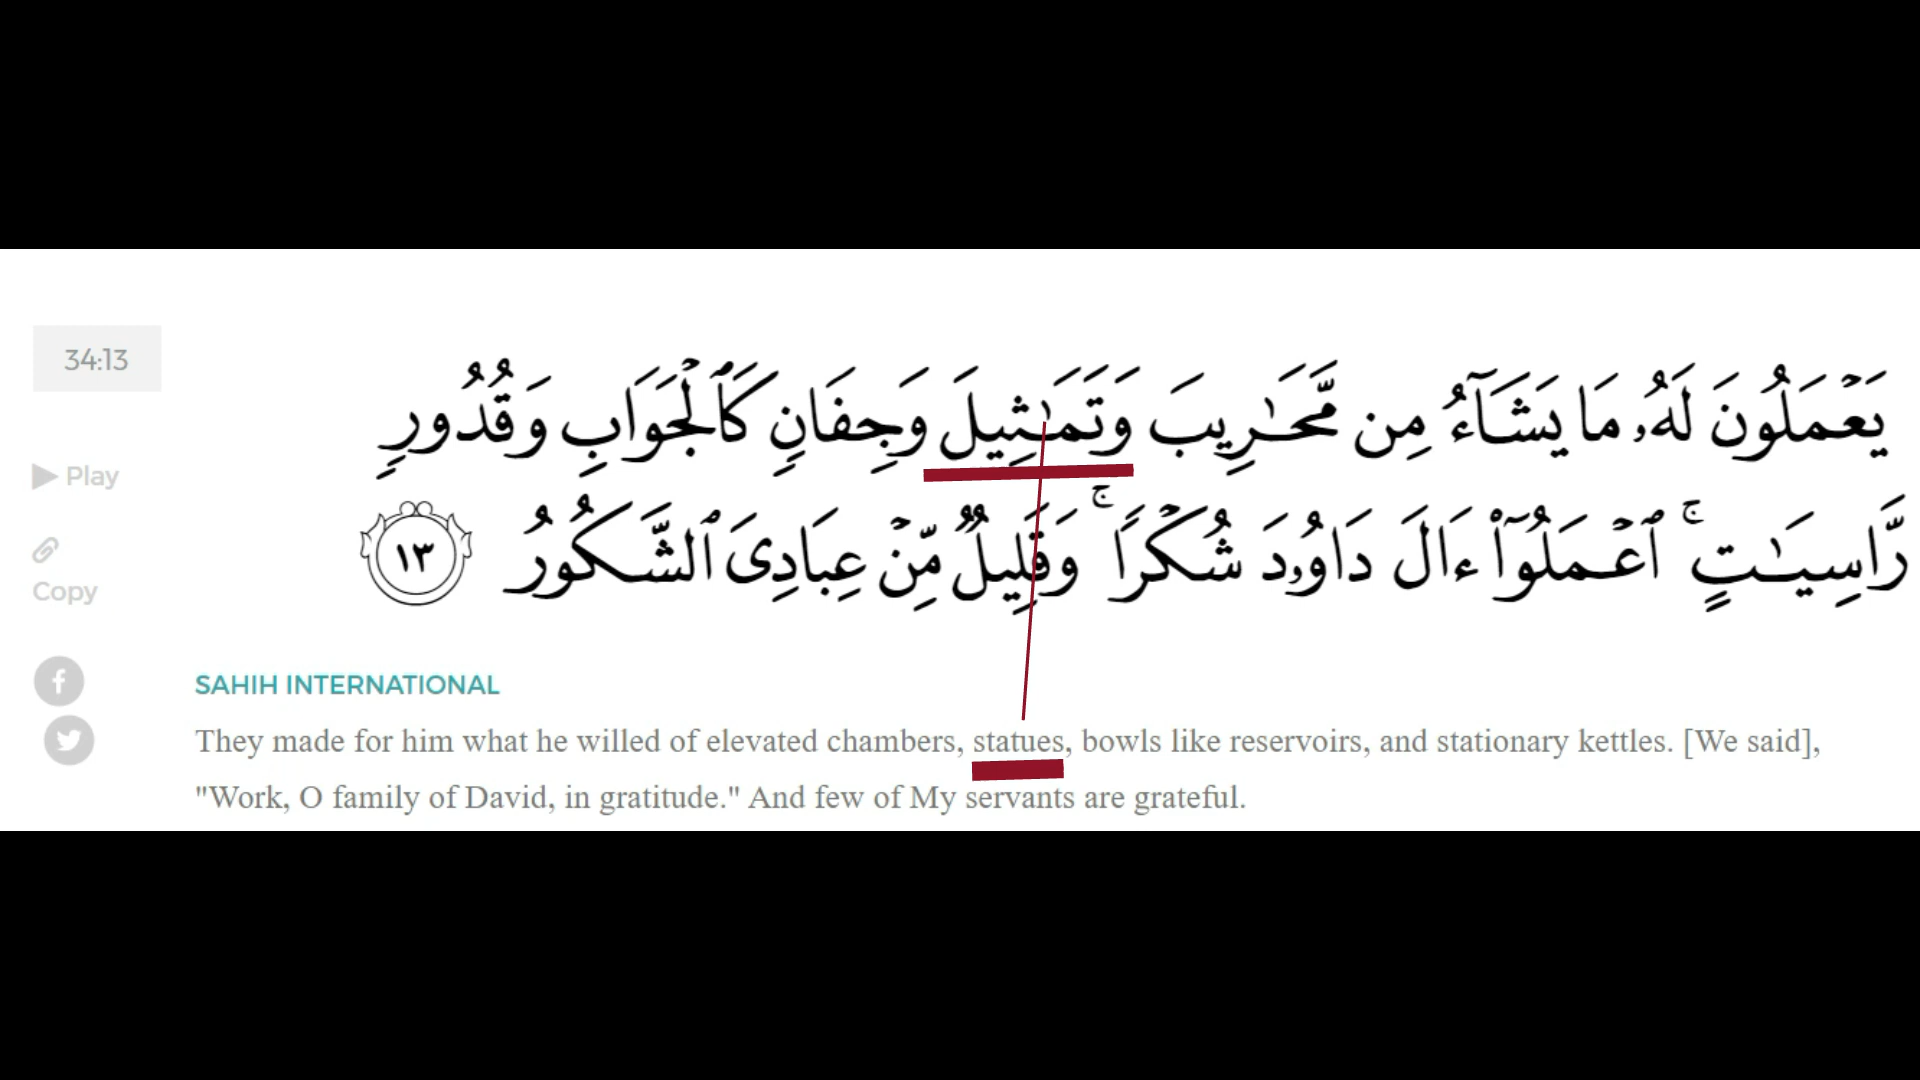 34:13
يَعْمَلُونَ لَهُۥ مَا يَشَآءُ مِن مَّحَٰرِيبَ وَتَمَٰثِيلَ وَجِفَانٍ كَٱلْجَوَابِ وَقُدُورٍ
رَّاسِيَٰتٍ ۚ ٱعْمَلُوٓا۟ ءَالَ دَاوُۥدَ شُكْرًا ۚ وَقَلِيلٌ مِّنْ عِبَادِىَ ٱلشَّكُورُ ١٣
Play
Copy
SAHIH INTERNATIONAL
They made for him what he willed of elevated chambers, statues, bowls like reservoirs, and stationary kettles. [We said],
"Work, O family of David, in gratitude." And few of My servants are grateful.